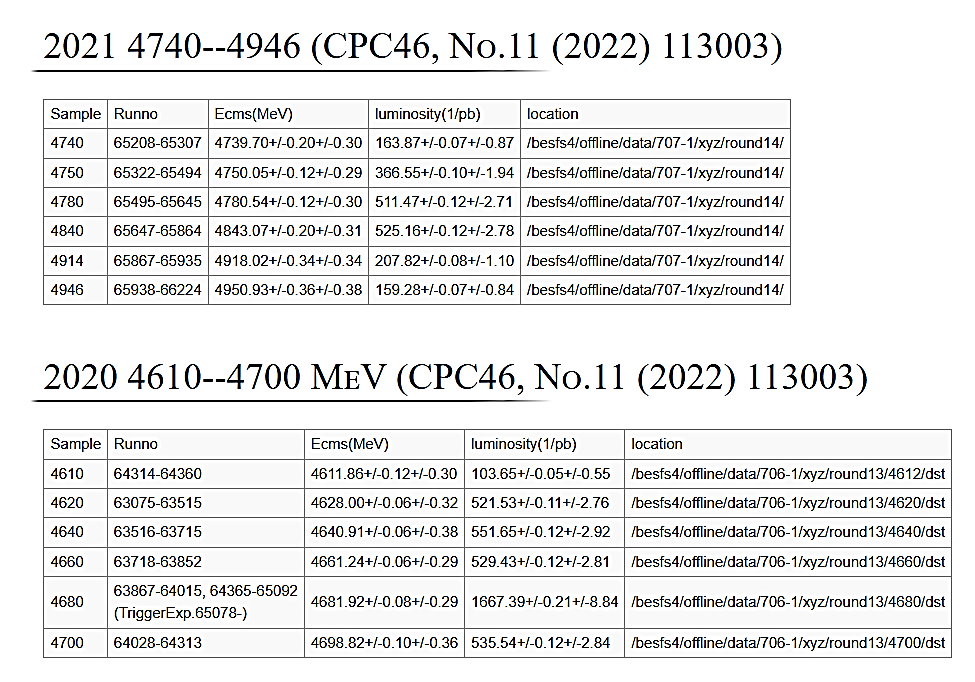 2021 4740--4946 (CPC46, No.11 (2022) 113003)
Sample Runno Ecms(MeV) luminosity(1/pb) location
4740 65208-65307 4739.70+/-0.20+/-0.30 163.87+/-0.07+/-0.87 /besfs4/offline/data/707-1/xyz/round14/
4750 65322-65494 4750.05+/-0.12+/-0.29 366.55+/-0.10+/-1.94 /besfs4/offline/data/707-1/xyz/round14/
4780 65495-65645 4780.54+/-0.12+/-0.30 511.47+/-0.12+/-2.71 /besfs4/offline/data/707-1/xyz/round14/
4840 65647-65864 4843.07+/-0.20+/-0.31 525.16+/-0.12+/-2.78 /besfs4/offline/data/707-1/xyz/round14/
4914 65867-65935 4918.02+/-0.34+/-0.34 207.82+/-0.08+/-1.10 /besfs4/offline/data/707-1/xyz/round14/
4946 65938-66224 4950.93+/-0.36+/-0.38 159.28+/-0.07+/-0.84 /besfs4/offline/data/707-1/xyz/round14/
2020 4610--4700 MeV (CPC46, No.11 (2022) 113003)
Sample Runno Ecms(MeV) luminosity(1/pb) location
4610 64314-64360 4611.86+/-0.12+/-0.30 103.65+/-0.05+/-0.55 /besfs4/offline/data/706-1/xyz/round13/4612/dst
4620 63075-63515 4628.00+/-0.06+/-0.32 521.53+/-0.11+/-2.76 /besfs4/offline/data/706-1/xyz/round13/4620/dst
4640 63516-63715 4640.91+/-0.06+/-0.38 551.65+/-0.12+/-2.92 /besfs4/offline/data/706-1/xyz/round13/4640/dst
4660 63718-63852 4661.24+/-0.06+/-0.29 529.43+/-0.12+/-2.81 /besfs4/offline/data/706-1/xyz/round13/4660/dst
4680 63867-64015, 64365-65092
(TriggerExp.65078-) 4681.92+/-0.08+/-0.29 1667.39+/-0.21+/-8.84 /besfs4/offline/data/706-1/xyz/round13/4680/dst
4700 64028-64313 4698.82+/-0.10+/-0.36 535.54+/-0.12+/-2.84 /besfs4/offline/data/706-1/xyz/round13/4700/dst